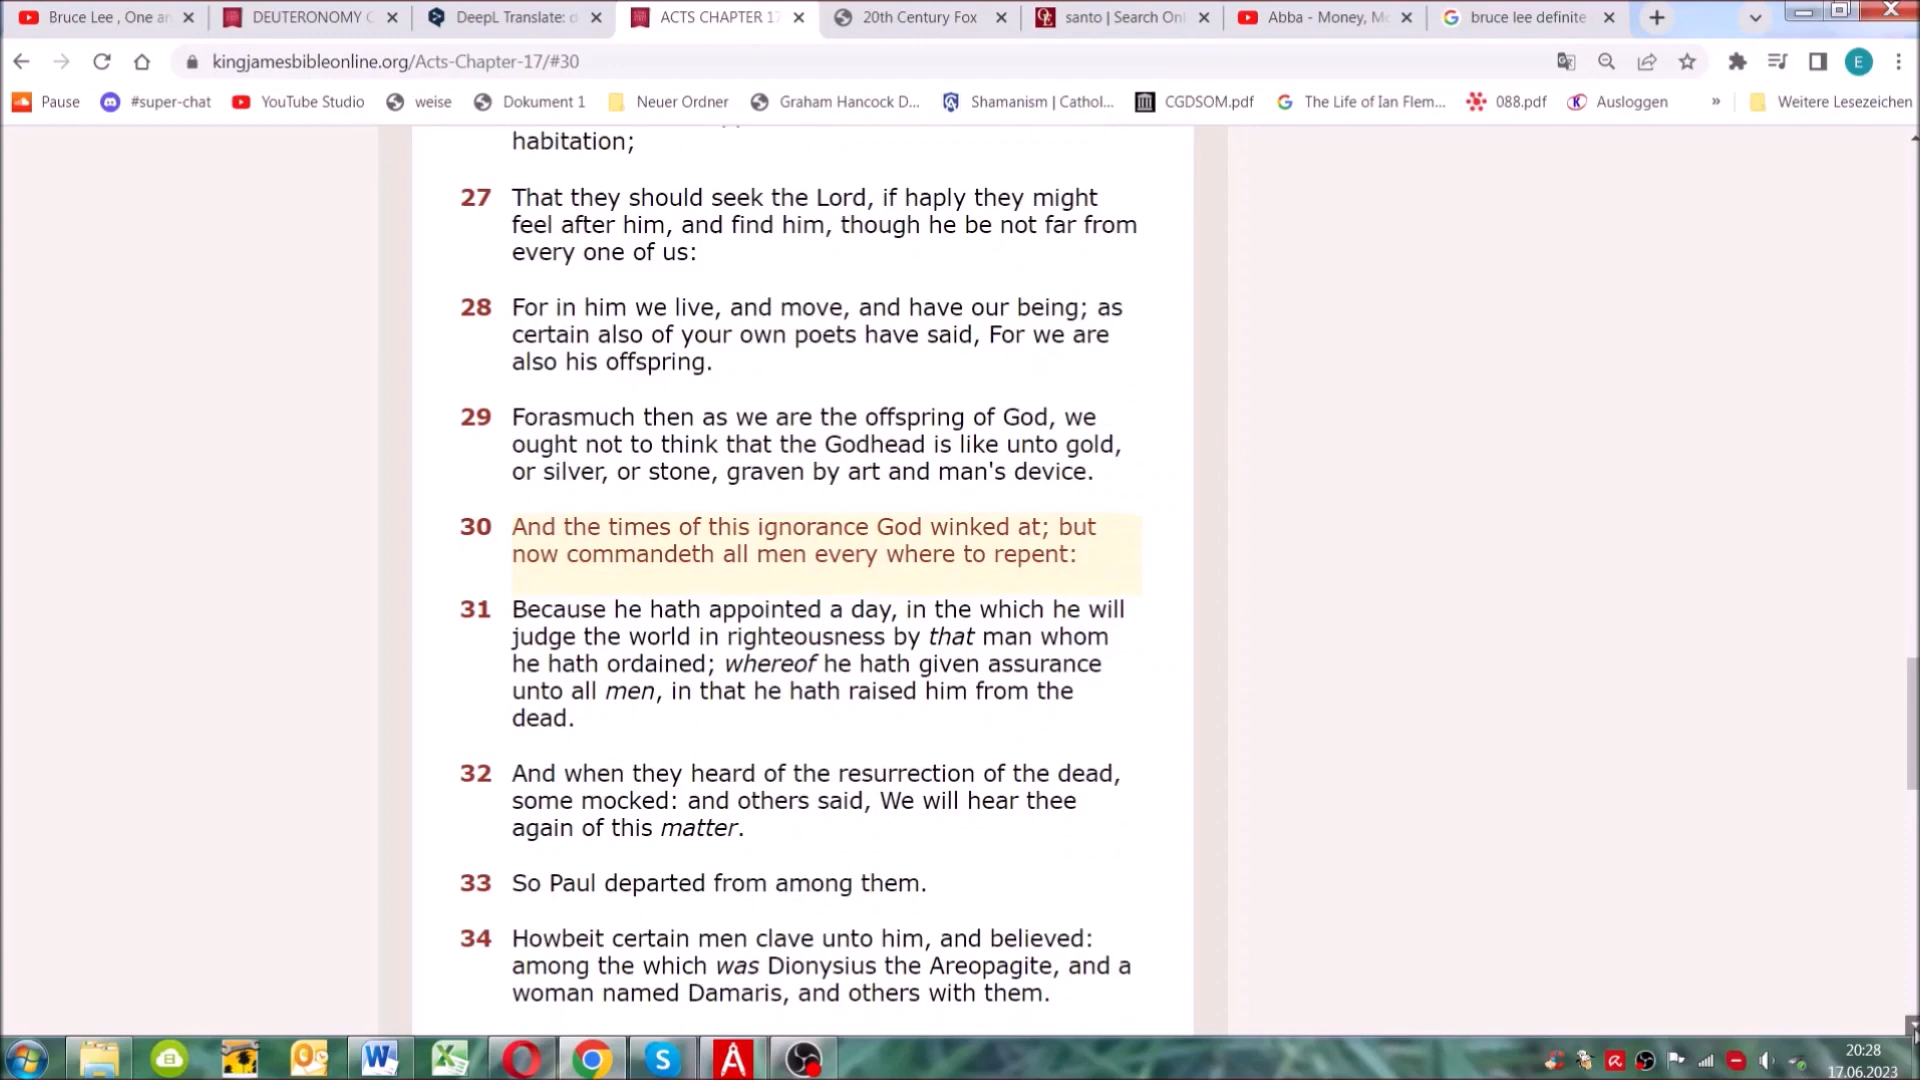 Bruce Lee , One an
DEUTERONOMY C
DeepL Translate: d
ACTS CHAPTER 17
20th Century Fox
santo | Search Onl
Abba - Money, Mo
bruce lee definite
kingjamesbibleonline.org/Acts-Chapter-17/#30
E
Pause
#super-chat
YouTube Studio
weise
Dokument 1
Neuer Ordner
Graham Hancock D...
Shamanism | Cathol...
CGDSOM.pdf
The Life of Ian Flem...
088.pdf
Ausloggen
»
Weitere Lesezeichen
habitation;
27 That they should seek the Lord, if haply they might
feel after him, and find him, though he be not far from
every one of us:
28 For in him we live, and move, and have our being; as
certain also of your own poets have said, For we are
also his offspring.
29 Forasmuch then as we are the offspring of God, we
ought not to think that the Godhead is like unto gold,
or silver, or stone, graven by art and man's device.
30 And the times of this ignorance God winked at; but
now commandeth all men every where to repent:
31 Because he hath appointed a day, in the which he will
judge the world in righteousness by that man whom
he hath ordained; whereof he hath given assurance
unto all men, in that he hath raised him from the
dead.
32 And when they heard of the resurrection of the dead,
some mocked: and others said, We will hear thee
again of this matter.
33 So Paul departed from among them.
34 Howbeit certain men clave unto him, and believed:
among the which was Dionysius the Areopagite, and a
woman named Damaris, and others with them.
20:28
17.06.2023